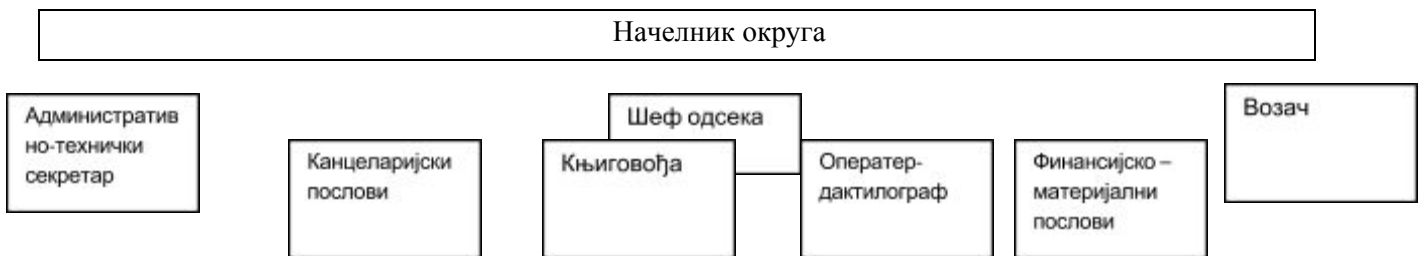 Начелник округа
Административ
но-технички
секретар
Шеф одсека
Возач
Канцеларијски
послови
Књиговођа
Оператер-
дактилограф
Финансијско –
материјални
послови